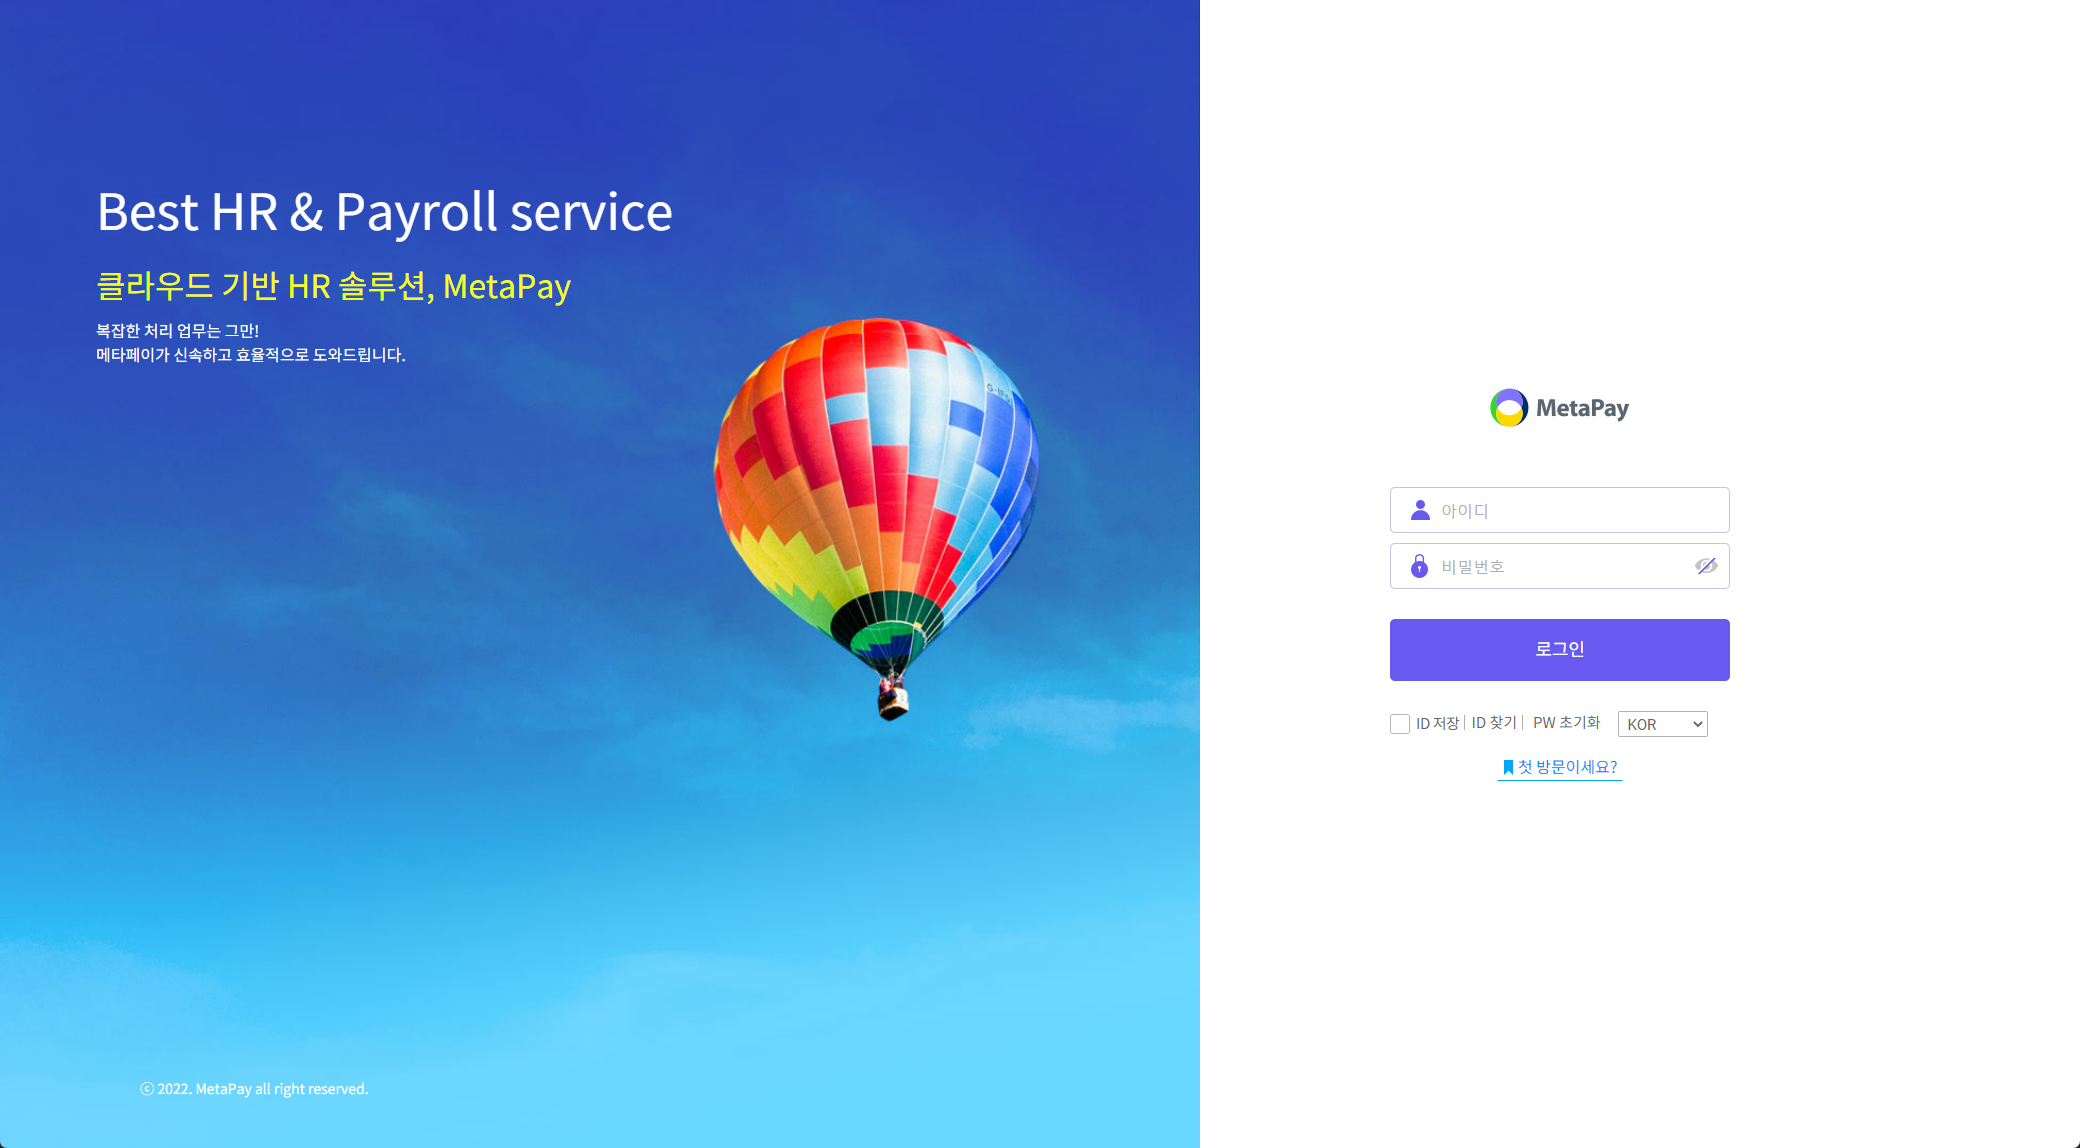 Best HR & Payroll service
클라우드 기반 HR 솔루션, MetaPay
복잡한 처리 업무는 그만!
메타페이가 신속하고 효율적으로 도와드립니다.
ⓒ 2022. MetaPay all right reserved.
MetaPay
아이디
비밀번호
로그인
ID 저장 | ID 찾기 | PW 초기화 KOR
첫 방문이세요?